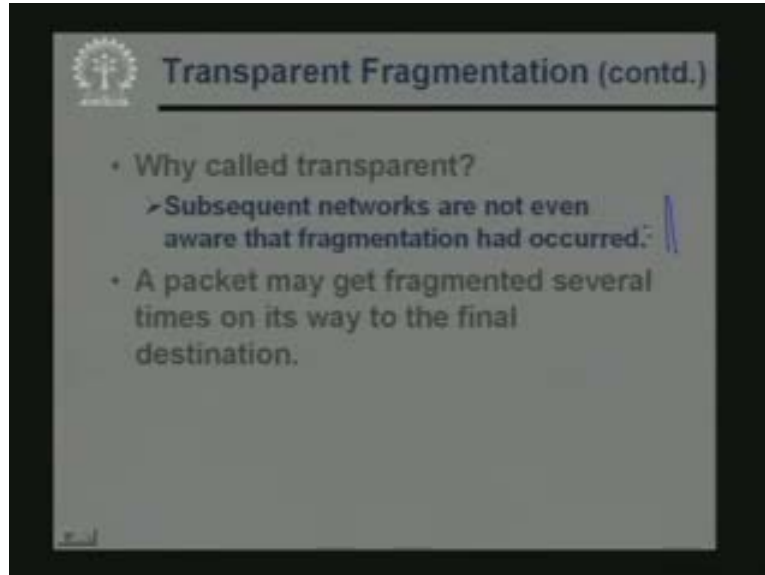 Transparent Fragmentation (contd.)
• Why called transparent?
➢Subsequent networks are not even
aware that fragmentation had occurred.
• A packet may get fragmented several
times on its way to the final
destination.